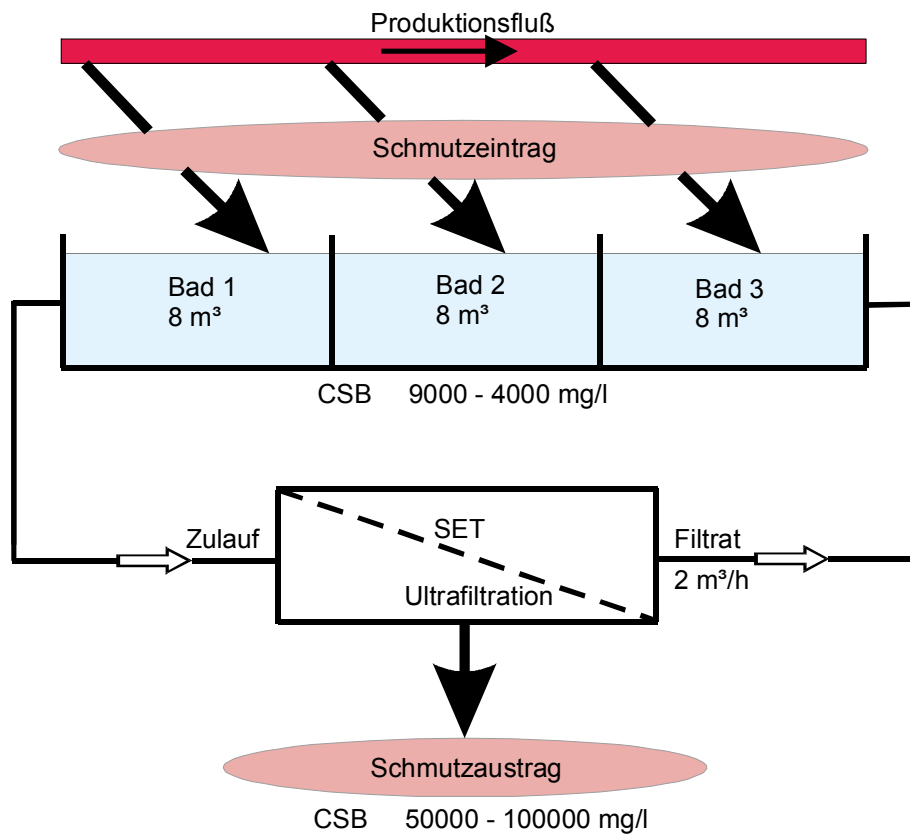 Produktionsfluß
Schmutzeintrag
Bad 1
8 m³
Bad 2
8 m³
Bad 3
8 m³
CSB 9000 - 4000 mg/l
Zulauf
SET
Ultrafiltration
Filtrat
2 m³/h
Schmutzaustrag
CSB 50000 - 100000 mg/l